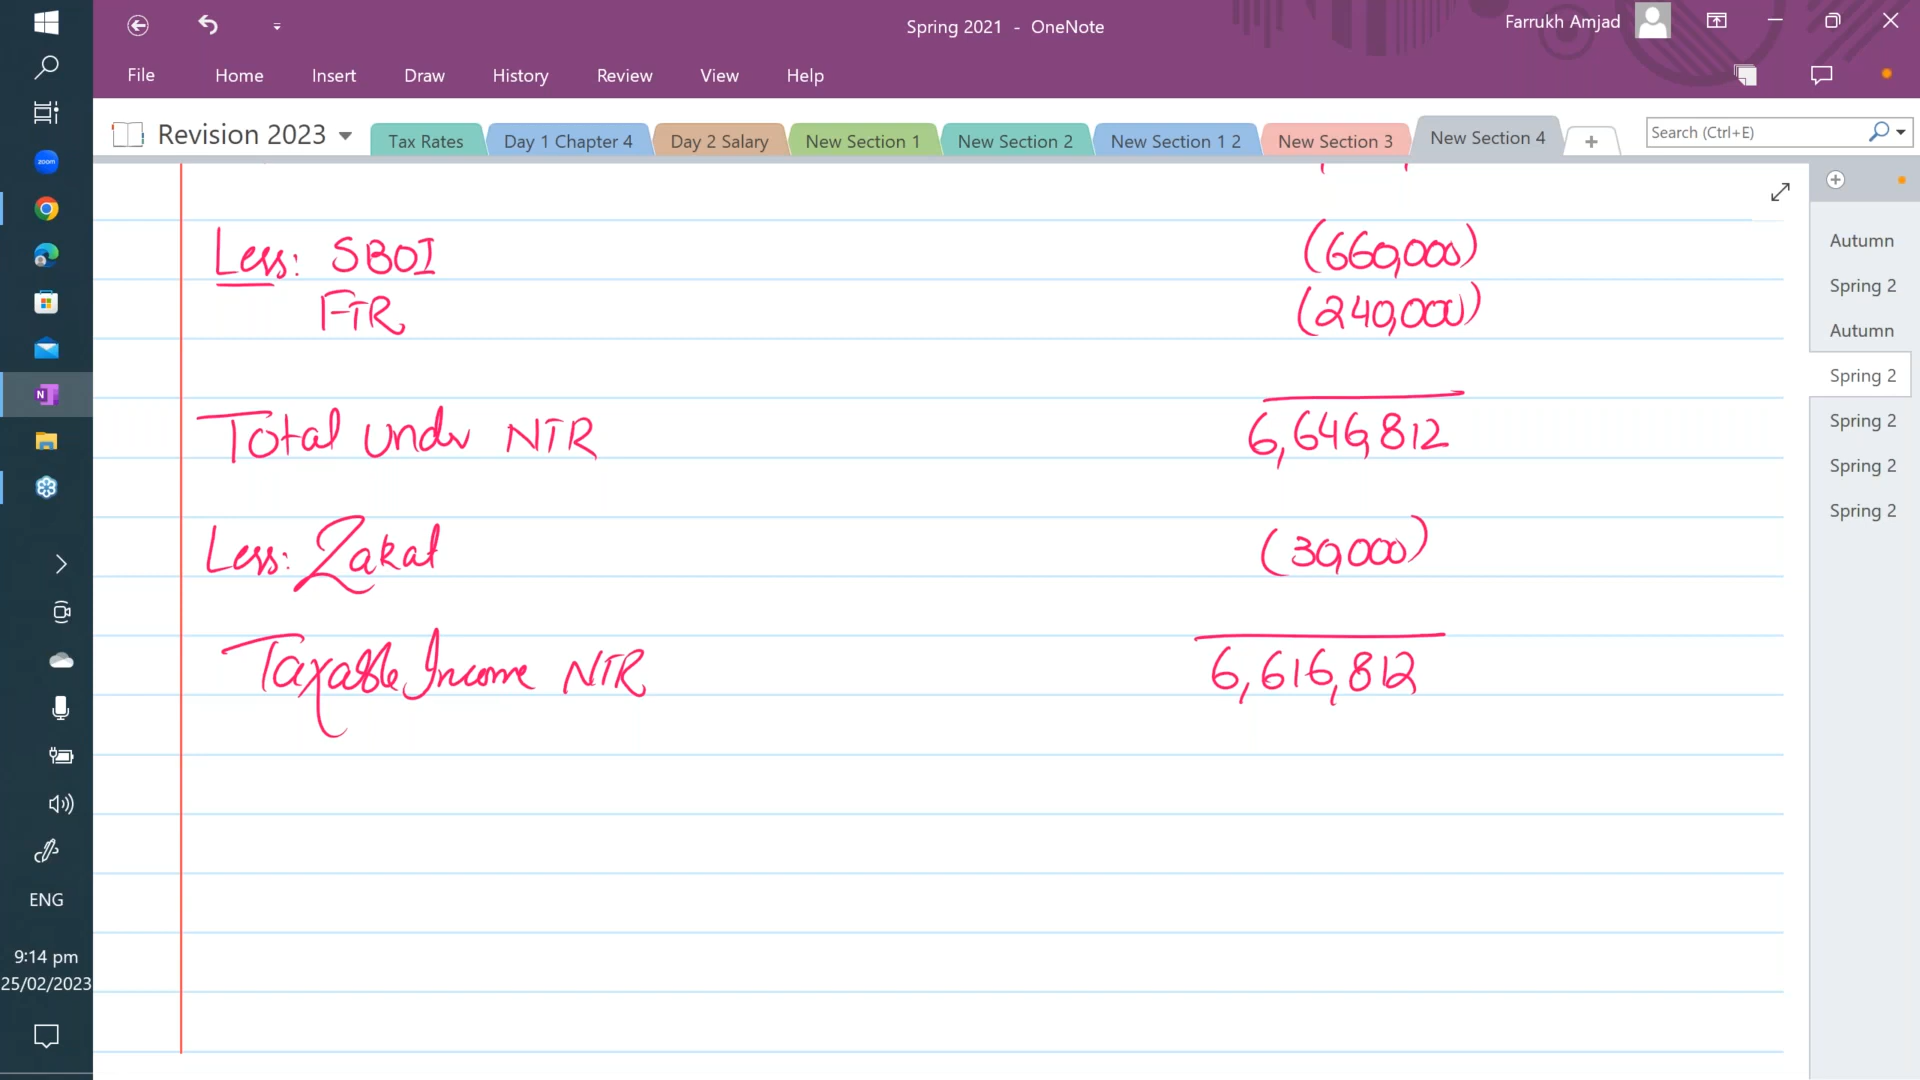 Spring 2021 - OneNote
Farrukh Amjad
File Home Insert Draw History Review View Help
Revision 2023
Tax Rates
Day 1 Chapter 4
Day 2 Salary
New Section 1
New Section 2
New Section 1 2
New Section 3
New Section 4
Search (Ctrl+E)
zoom
N
Less: SBOI (660,000)
FTR (240,000)
Total Under NTR 6,646,812
Less: Zakat (30,000)
Taxable Income NTR 6,616,812
Autumn
Spring 2
Autumn
Spring 2
Spring 2
Spring 2
Spring 2
ENG
9:14 pm
25/02/2023